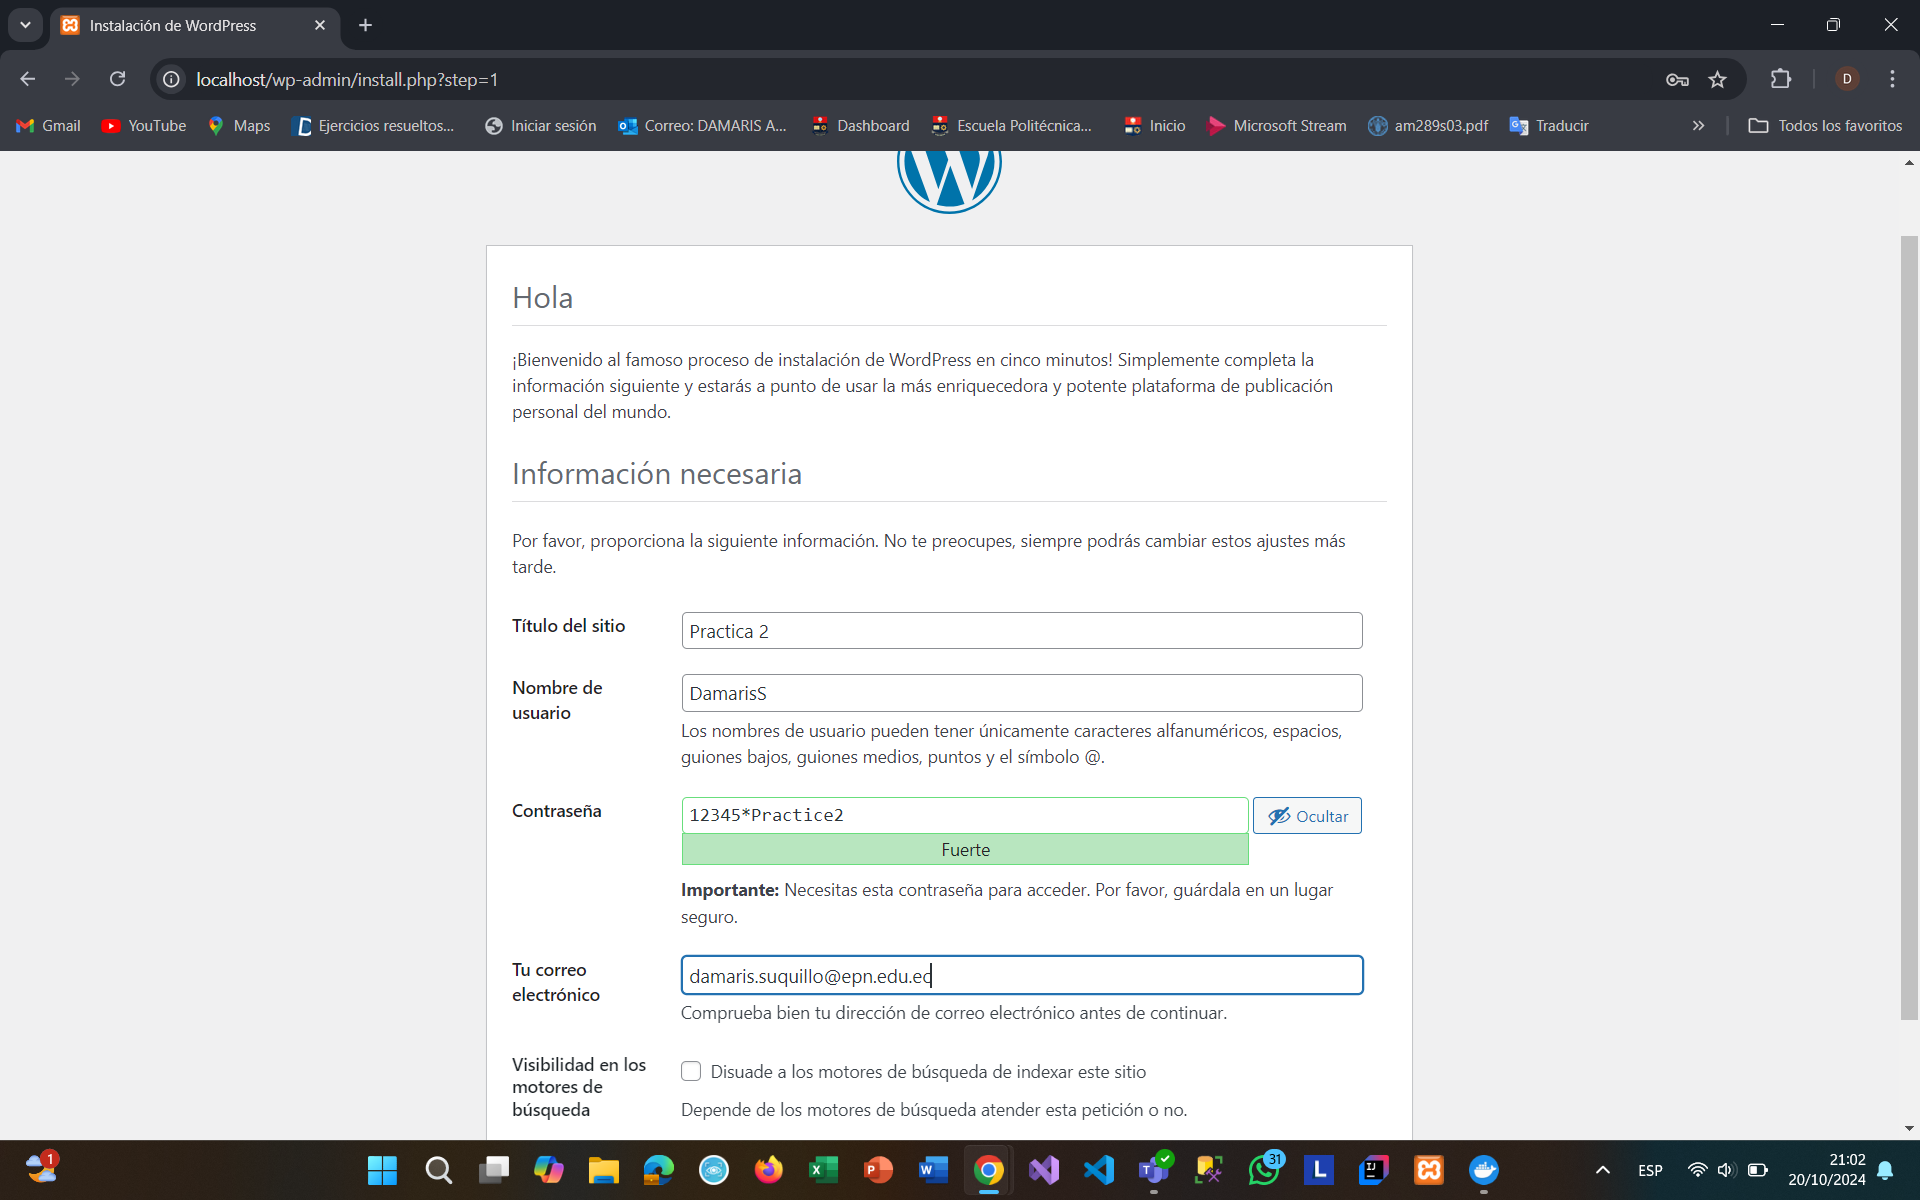 Instalación de WordPress
localhost/wp-admin/install.php?step=1
D
Gmail
YouTube
Maps
Ejercicios resueltos...
Iniciar sesión
Correo: DAMARIS A...
Dashboard
Escuela Politécnica...
Inicio
Microsoft Stream
am289s03.pdf
Traducir
Todos los favoritos
Hola
¡Bienvenido al famoso proceso de instalación de WordPress en cinco minutos! Simplemente completa la
información siguiente y estarás a punto de usar la más enriquecedora y potente plataforma de publicación
personal del mundo.
Información necesaria
Por favor, proporciona la siguiente información. No te preocupes, siempre podrás cambiar estos ajustes más
tarde.
Título del sitio
Practica 2
Nombre de
usuario
DamarisS
Los nombres de usuario pueden tener únicamente caracteres alfanuméricos, espacios,
guiones bajos, guiones medios, puntos y el símbolo @.
Contraseña
12345*Practice2
Ocultar
Fuerte
Importante: Necesitas esta contraseña para acceder. Por favor, guárdala en un lugar
seguro.
Tu correo
electrónico
damaris.suquillo@epn.edu.ec
Comprueba bien tu dirección de correo electrónico antes de continuar.
Visibilidad en los
motores de
búsqueda
Disuade a los motores de búsqueda de indexar este sitio
Depende de los motores de búsqueda atender esta petición o no.
1
31
ESP
21:02
20/10/2024